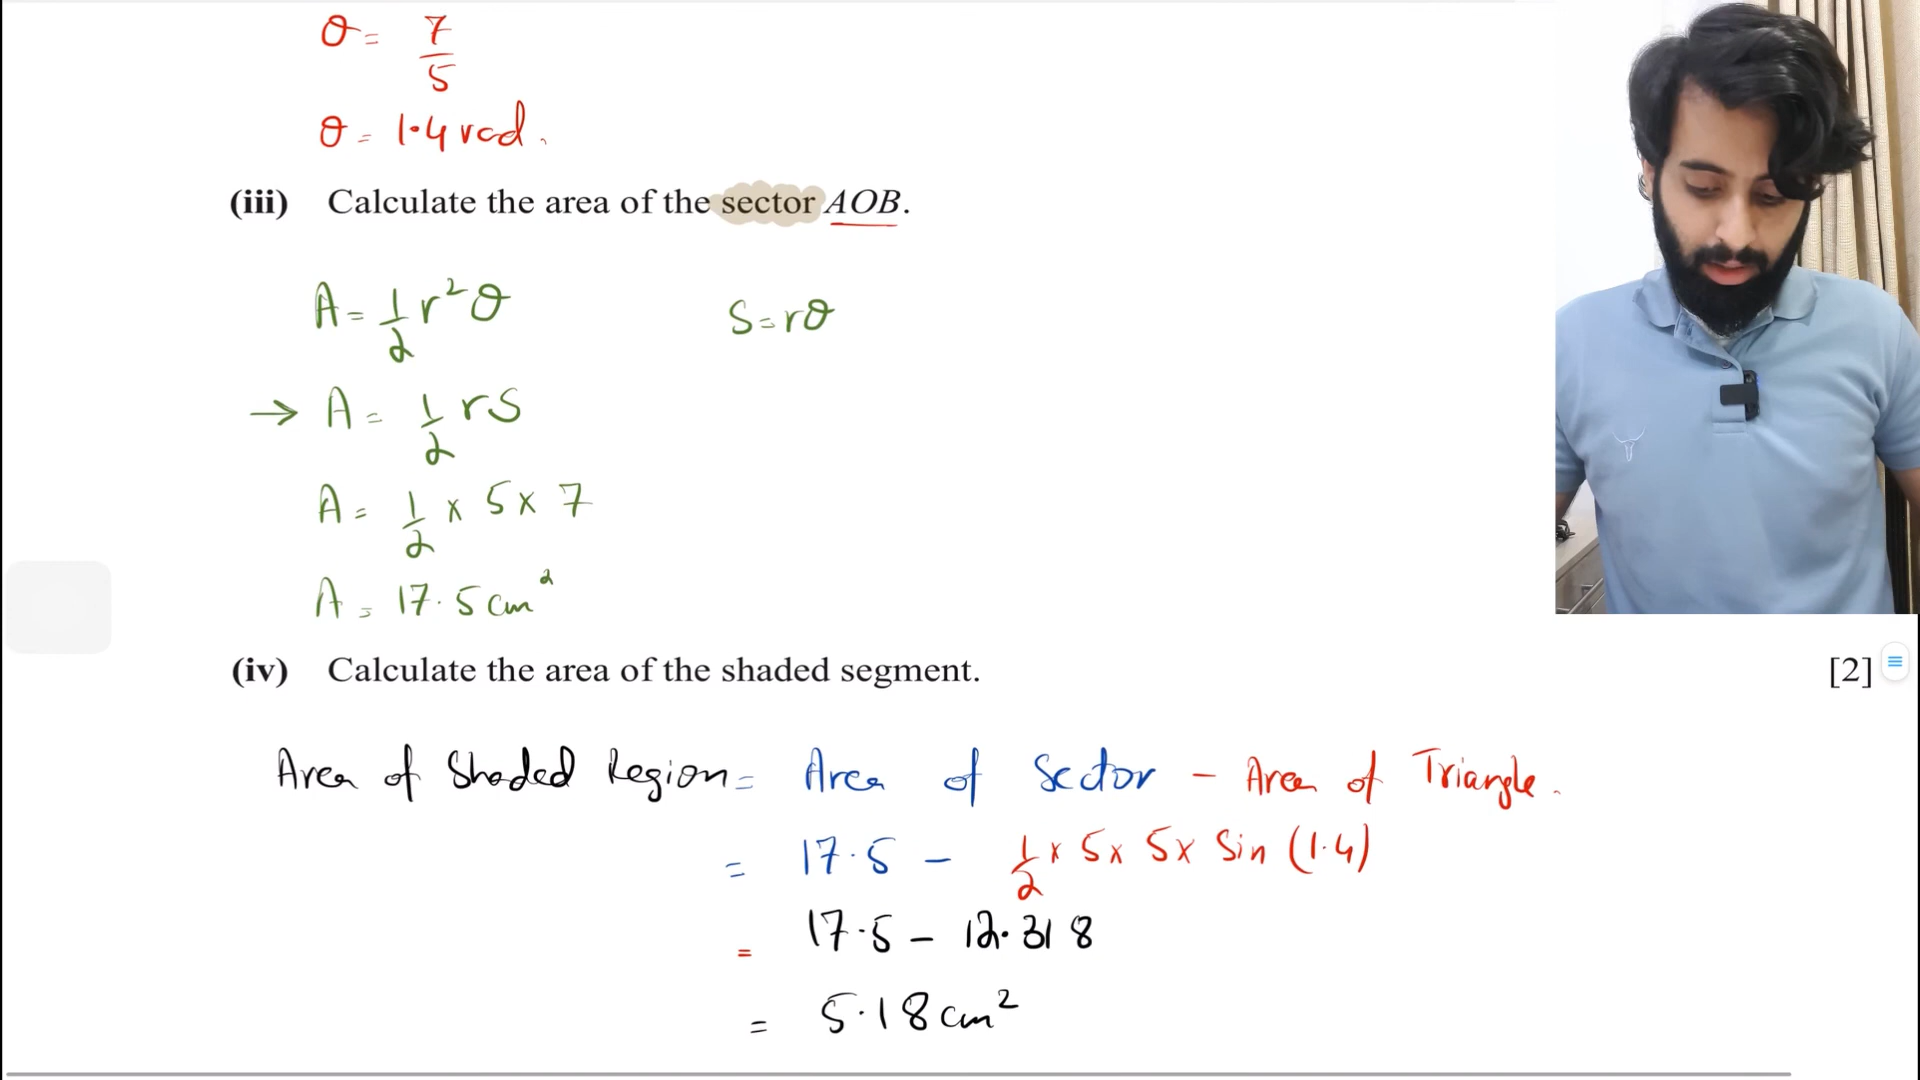 θ = 7/5
θ = 1.4 rad.
(iii) Calculate the area of the sector AOB.
A = 1/2 r²θ S = rθ
→ A = 1/2 rS
A = 1/2 × 5 × 7
A = 17.5 cm²
(iv) Calculate the area of the shaded segment. [2]
Area of Shaded Region = Area of Sector - Area of Triangle.
= 17.5 - 1/2 × 5 × 5 × Sin (1.4)
= 17.5 - 12.318
= 5.18 cm²